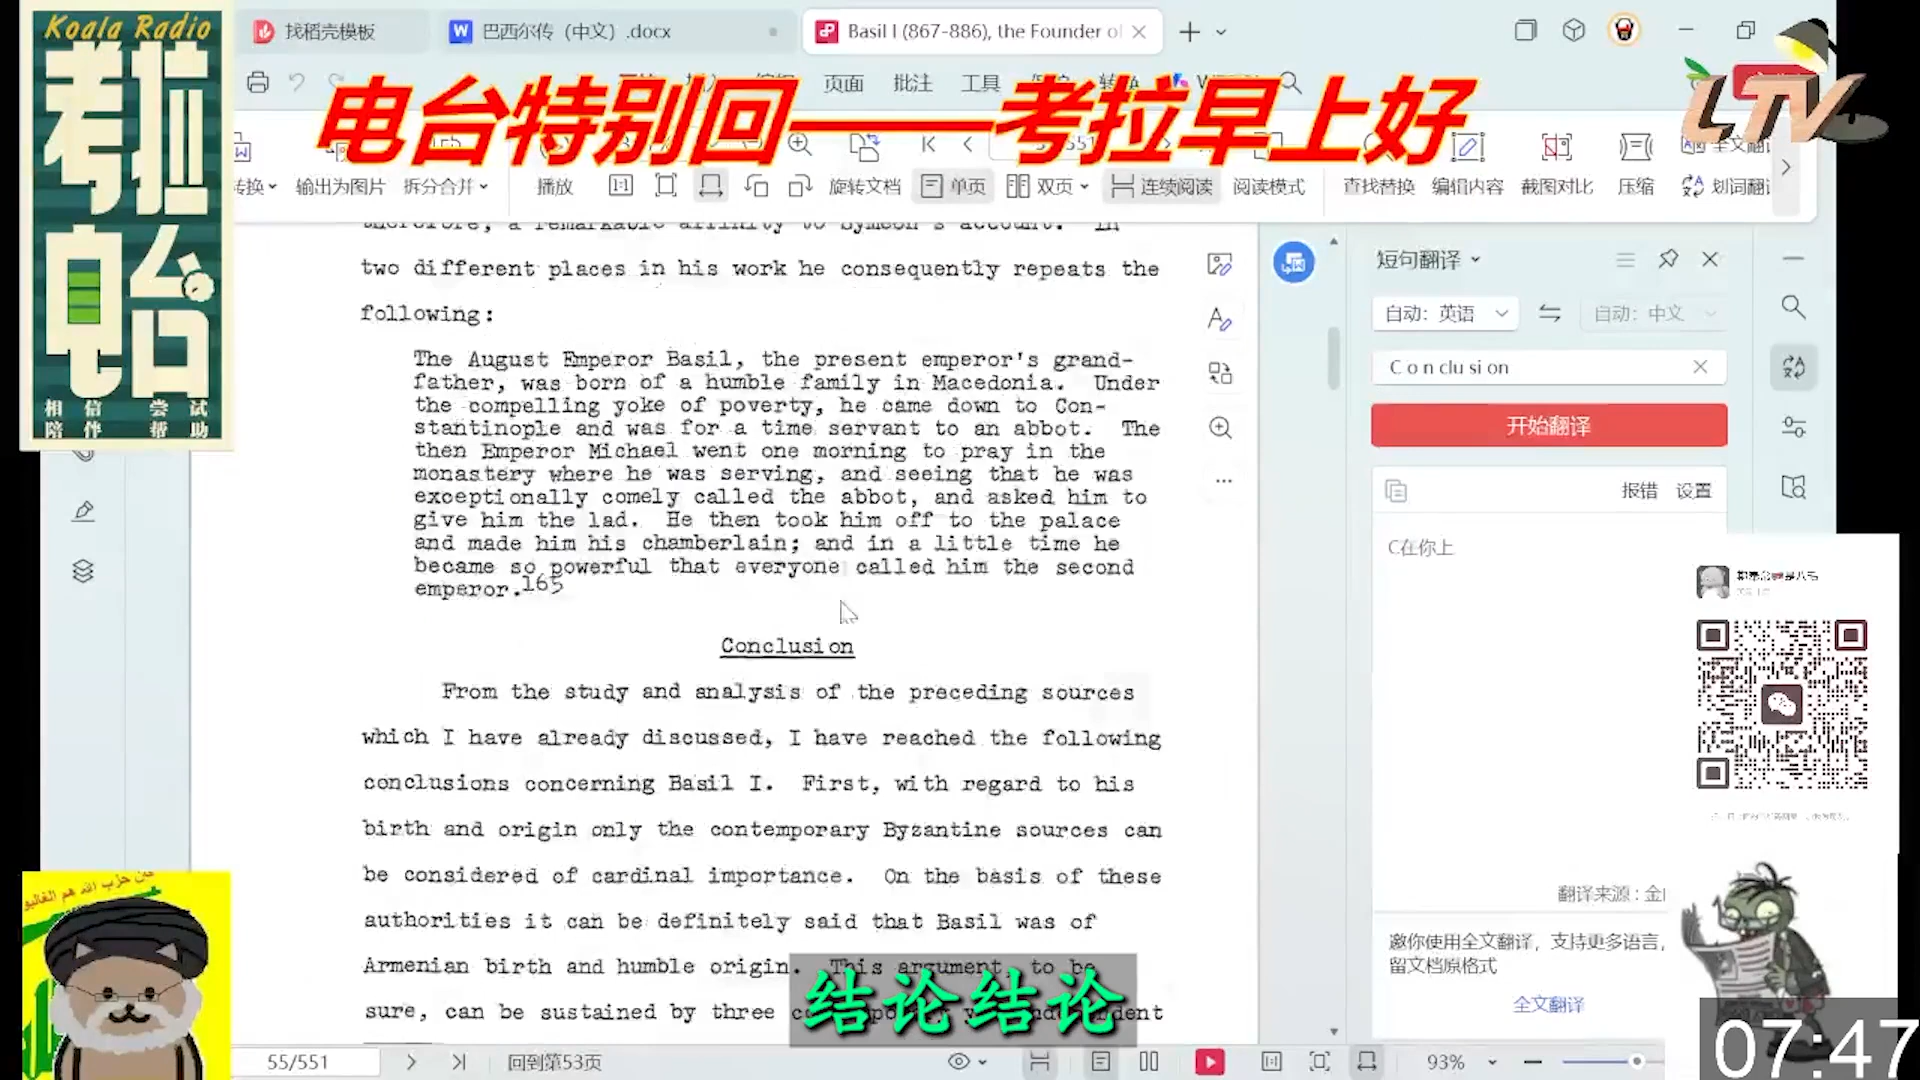 Koala Radio
考拉电台
相信 尝试
陪伴 帮助
找稻壳模板
巴西尔传（中文）.docx
Basil I (867-886), the Founder of
页面 批注 工具
电台特别回——考拉早上好
LTV
转换 输出为图片 拆分合并 播放 旋转文档 单页 双页 连续阅读 阅读模式 查找替换 编辑内容 截图对比 压缩 划词翻译
two different places in his work he consequently repeats the
following:
The August Emperor Basil, the present emperor's grand-
father, was born of a humble family in Macedonia. Under
the compelling yoke of poverty, he came down to Con-
stantinople and was for a time servant to an abbot. The
then Emperor Michael went one morning to pray in the
monastery where he was serving, and seeing that he was
exceptionally comely called the abbot, and asked him to
give him the lad. He then took him off to the palace
and made him his chamberlain; and in a little time he
became so powerful that everyone called him the second
emperor.165
Conclusion
From the study and analysis of the preceding sources
which I have already discussed, I have reached the following
conclusions concerning Basil I. First, with regard to his
birth and origin only the contemporary Byzantine sources can
be considered of cardinal importance. On the basis of these
authorities it can be definitely said that Basil was of
Armenian birth and humble origin. This argument, to be
sure, can be sustained by three
结论结论
短句翻译
自动：英语 自动：中文
C o n clu si on
开始翻译
报错 设置
C在你上
翻译来源：金
邀你使用全文翻译，支持更多语言，
留文档原格式
全文翻译
55/551
回到第53页
93%
07:47